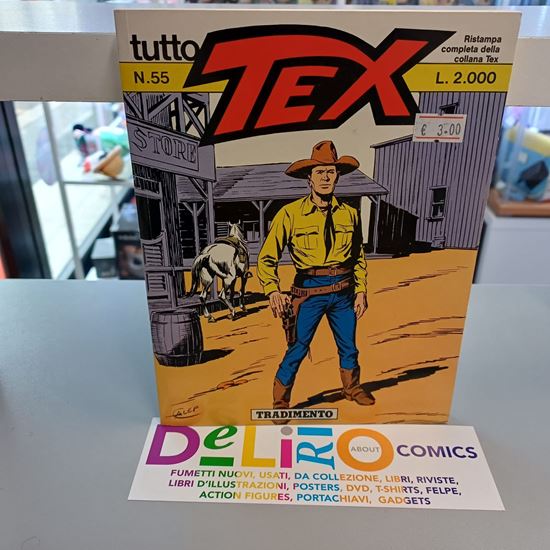 tutto
TEX
Ristampa
completa della
collana Tex
N.55
L. 2.000
€ 3.00
STORE
GALEP
TRADIMENTO
DeLiRIO
ABOUT
COMICS
FUMETTI NUOVI, USATI, DA COLLEZIONE, LIBRI, RIVISTE,
LIBRI D'ILLUSTRAZIONI, POSTERS, DVD, T-SHIRTS, FELPE,
ACTION FIGURES, PORTACHIAVI, GADGETS